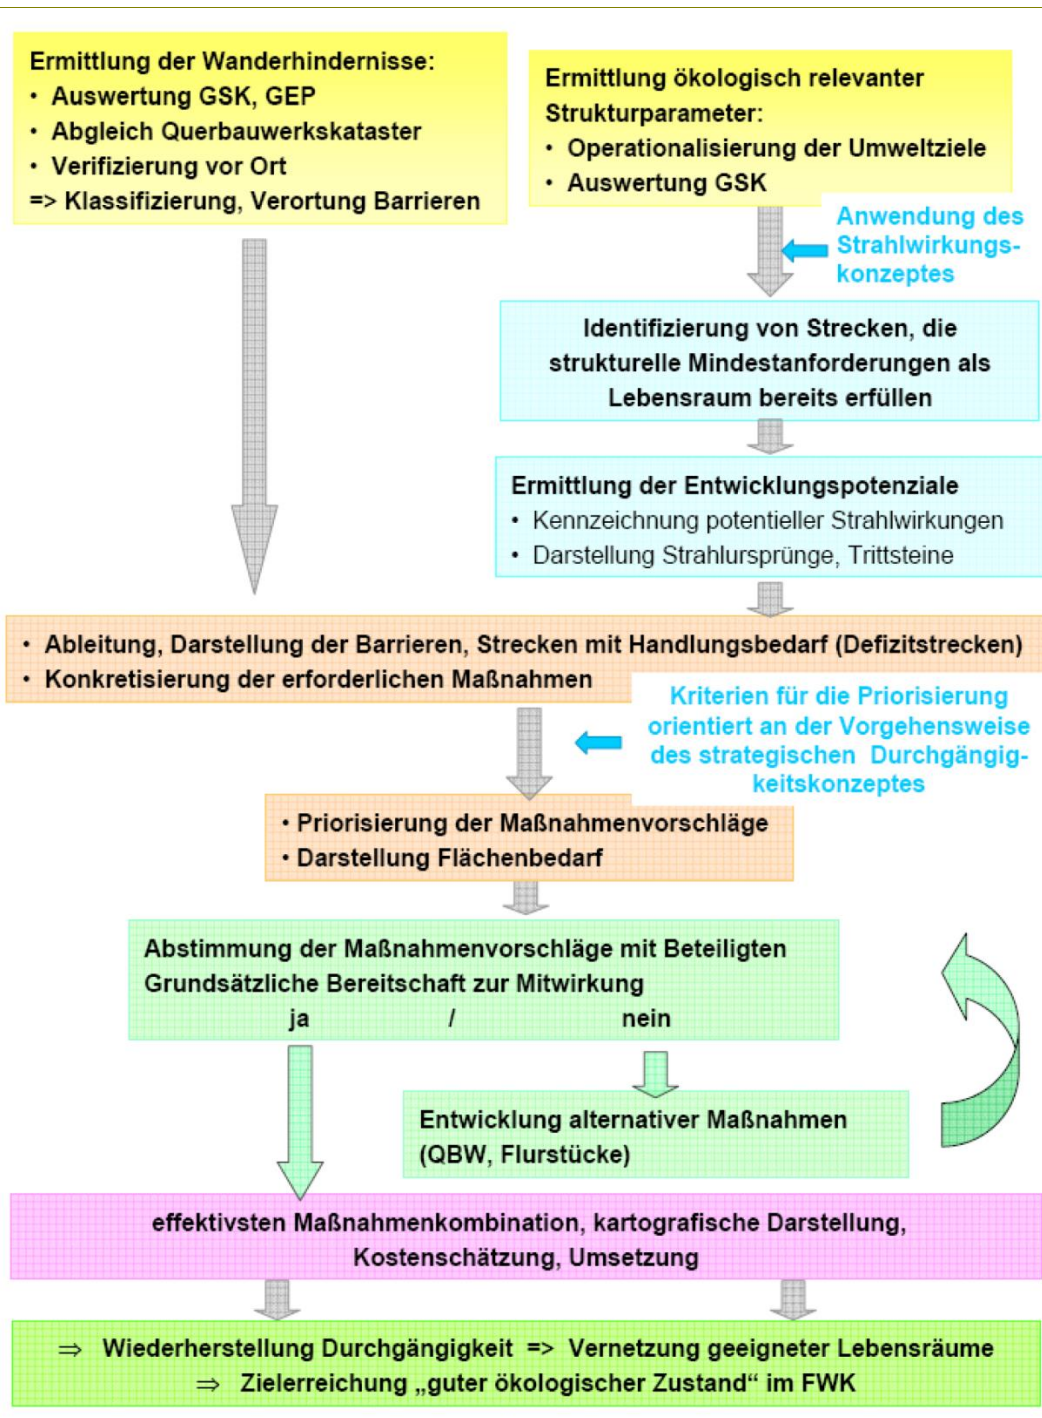 Ermittlung der Wanderhindernisse:
• Auswertung GSK, GEP
• Abgleich Querbauwerkskataster
• Verifizierung vor Ort
=> Klassifizierung, Verortung Barrieren
Ermittlung ökologisch relevanter
Strukturparameter:
• Operationalisierung der Umweltziele
• Auswertung GSK
Anwendung des
Strahlwirkungs-
konzeptes
Identifizierung von Strecken, die
strukturelle Mindestanforderungen als
Lebensraum bereits erfüllen
Ermittlung der Entwicklungspotenziale
• Kennzeichnung potentieller Strahlwirkungen
• Darstellung Strahlursprünge, Trittsteine
• Ableitung, Darstellung der Barrieren, Strecken mit Handlungsbedarf (Defizitstrecken)
• Konkretisierung der erforderlichen Maßnahmen
Kriterien für die Priorisierung
orientiert an der Vorgehensweise
des strategischen Durchgängig-
keitskonzeptes
• Priorisierung der Maßnahmenvorschläge
• Darstellung Flächenbedarf
Abstimmung der Maßnahmenvorschläge mit Beteiligten
Grundsätzliche Bereitschaft zur Mitwirkung
ja / nein
Entwicklung alternativer Maßnahmen
(QBW, Flurstücke)
effektivsten Maßnahmenkombination, kartografische Darstellung,
Kostenschätzung, Umsetzung
⇒ Wiederherstellung Durchgängigkeit => Vernetzung geeigneter Lebensräume
⇒ Zielerreichung „guter ökologischer Zustand“ im FWK